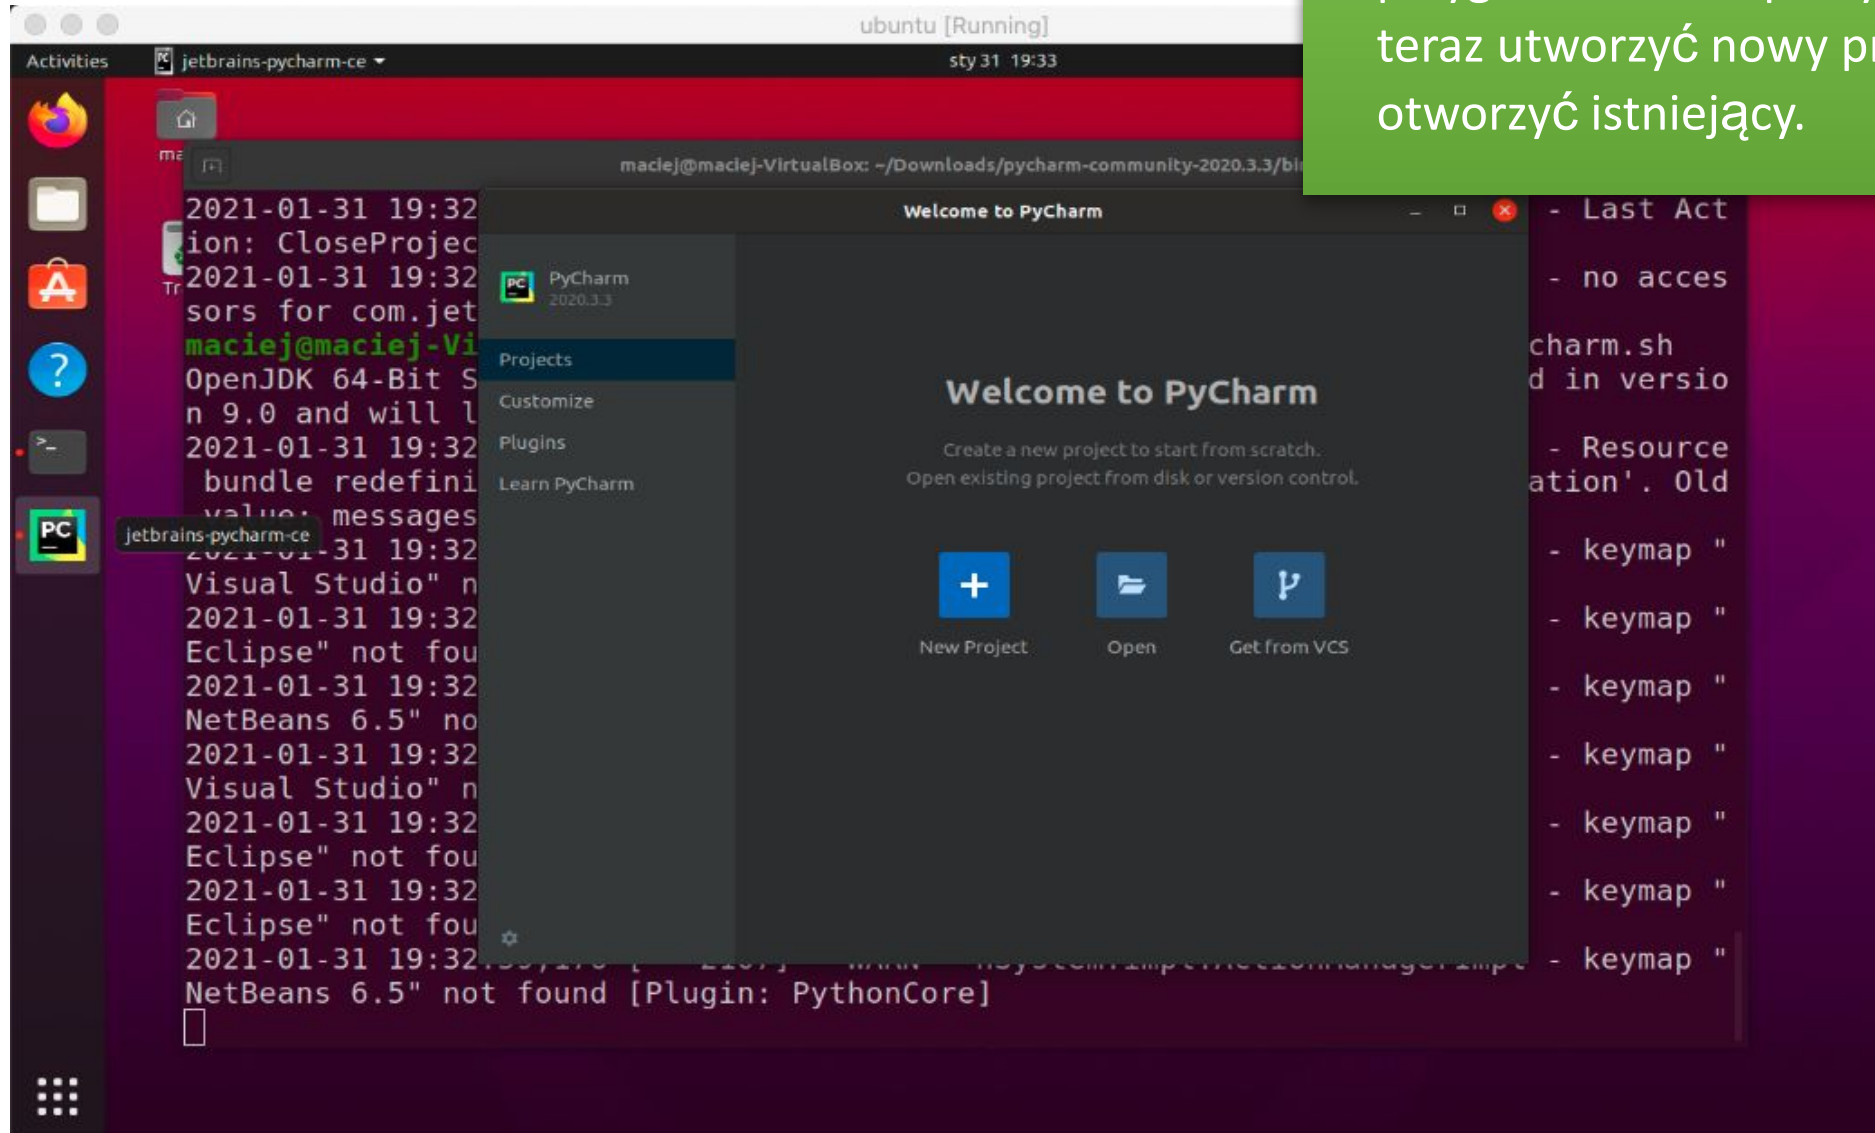 ubuntu [Running]
teraz utworzyć nowy
otworzyć istniejący.
Activities
jetbrains-pycharm-ce
sty 31 19:33
maciej@maciej-VirtualBox: ~/Downloads/pycharm-community-2020.3.3/bin
Welcome to PyCharm
2021-01-31 19:32 - Last Act
ion: CloseProjec
2021-01-31 19:32 - no acces
sors for com.jet
maciej@maciej-Vi charm.sh
OpenJDK 64-Bit S d in versio
n 9.0 and will l
2021-01-31 19:32 - Resource
bundle redefini ation'. Old
value: messages
jetbrains-pycharm-ce
2021-01-31 19:32 - keymap "
Visual Studio" n
2021-01-31 19:32 - keymap "
Eclipse" not fou
2021-01-31 19:32 - keymap "
NetBeans 6.5" no
2021-01-31 19:32 - keymap "
Visual Studio" n
2021-01-31 19:32 - keymap "
Eclipse" not fou
2021-01-31 19:32 - keymap "
Eclipse" not fou
2021-01-31 19:32 - keymap "
NetBeans 6.5" not found [Plugin: PythonCore]
PyCharm
2020.3.3
Projects
Customize
Plugins
Learn PyCharm
Welcome to PyCharm
Create a new project to start from scratch.
Open existing project from disk or version control.
New Project
Open
Get from VCS
PC